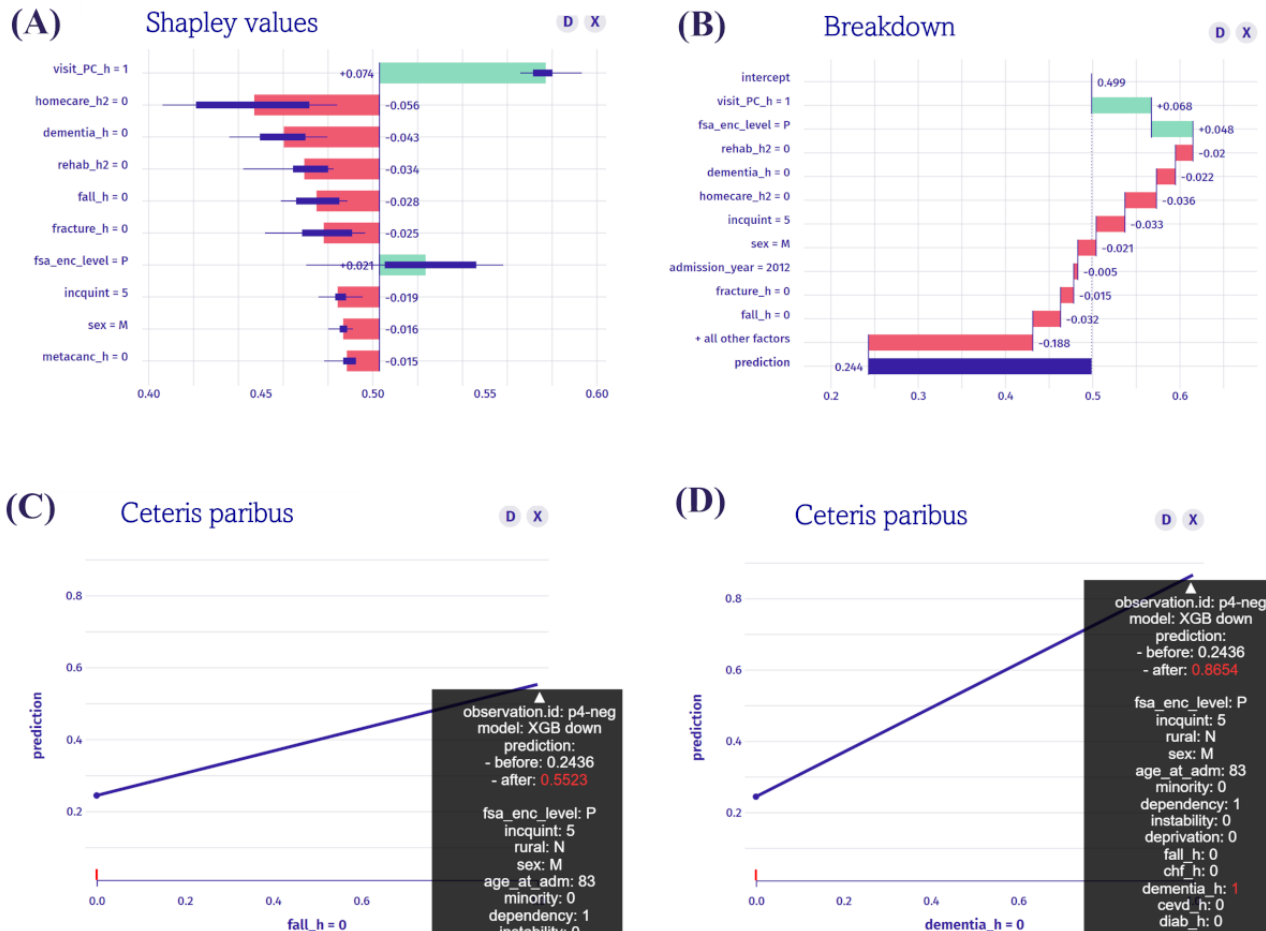 (A)
Shapley values
D X
visit_PC_h = 1
+0.074
homecare_h2 = 0
-0.056
dementia_h = 0
-0.043
rehab_h2 = 0
-0.034
fall_h = 0
-0.028
fracture_h = 0
-0.025
fsa_enc_level = P
+0.021
incquint = 5
-0.019
sex = M
-0.016
metacanc_h = 0
-0.015
0.40 0.45 0.50 0.55 0.60
(B)
Breakdown
D X
intercept
0.499
visit_PC_h = 1
+0.068
fsa_enc_level = P
+0.048
rehab_h2 = 0
-0.02
dementia_h = 0
-0.022
homecare_h2 = 0
-0.036
incquint = 5
-0.033
sex = M
-0.021
admission_year = 2012
-0.005
fracture_h = 0
-0.015
fall_h = 0
-0.032
+ all other factors
-0.188
prediction
0.244
0.2 0.3 0.4 0.5 0.6
(C)
Ceteris paribus
D X
prediction
0.8
0.6
0.4
0.2
0.0 0.2 0.4 0.6
fall_h = 0
observation.id: p4-neg
model: XGB down
prediction:
- before: 0.2436
- after: 0.5523
fsa_enc_level: P
incquint: 5
rural: N
sex: M
age_at_adm: 83
minority: 0
dependency: 1
instability: 0
(D)
Ceteris paribus
D X
prediction
0.8
0.6
0.4
0.2
0.0 0.2 0.4 0.6
dementia_h = 0
observation.id: p4-neg
model: XGB down
prediction:
- before: 0.2436
- after: 0.8654
fsa_enc_level: P
incquint: 5
rural: N
sex: M
age_at_adm: 83
minority: 0
dependency: 1
instability: 0
deprivation: 0
fall_h: 0
chf_h: 0
dementia_h: 1
cevd_h: 0
diab_h: 0